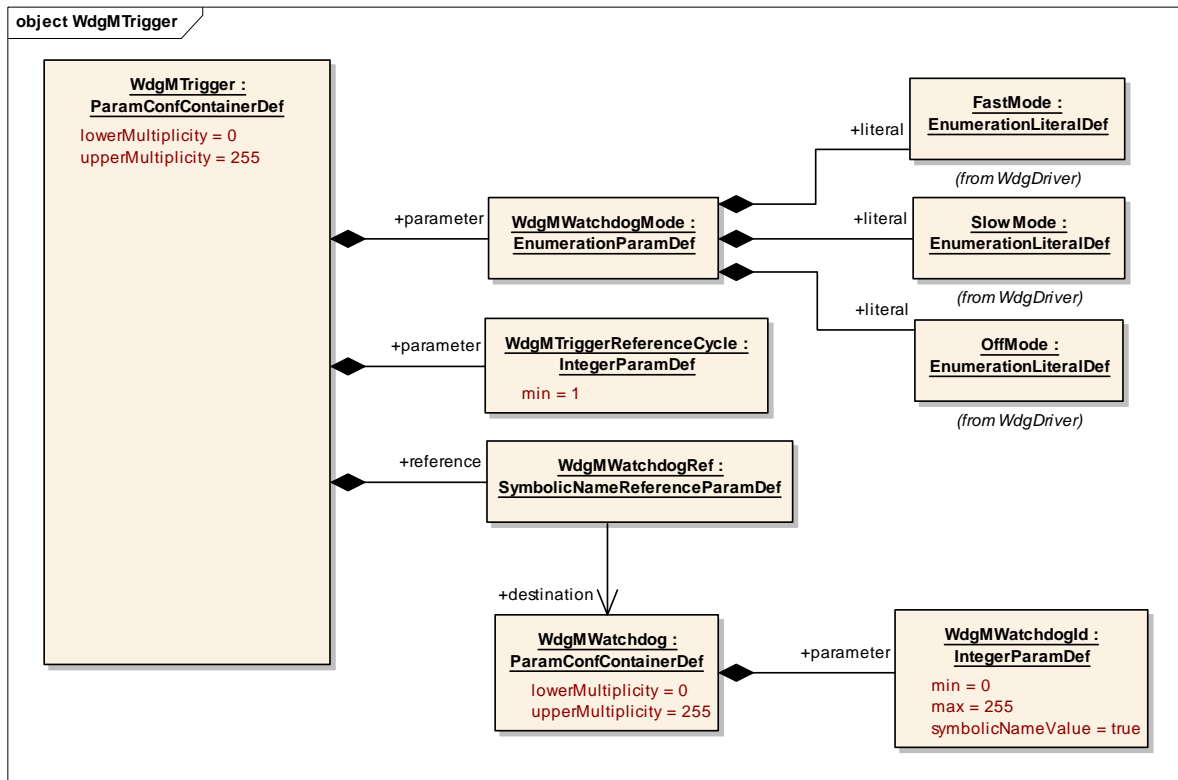 object WdgMTrigger
WdgMTrigger :
ParamConfContainerDef
lowerMultiplicity = 0
upperMultiplicity = 255
+parameter
WdgMWatchdogMode :
EnumerationParamDef
+literal
FastMode :
EnumerationLiteralDef
(from WdgDriver)
+literal
SlowMode :
EnumerationLiteralDef
(from WdgDriver)
+literal
OffMode :
EnumerationLiteralDef
(from WdgDriver)
+parameter
WdgMTriggerReferenceCycle :
IntegerParamDef
min = 1
+reference
WdgMWatchdogRef :
SymbolicNameReferenceParamDef
+destination
WdgMWatchdog :
ParamConfContainerDef
lowerMultiplicity = 0
upperMultiplicity = 255
+parameter
WdgMWatchdogId :
IntegerParamDef
min = 0
max = 255
symbolicNameValue = true